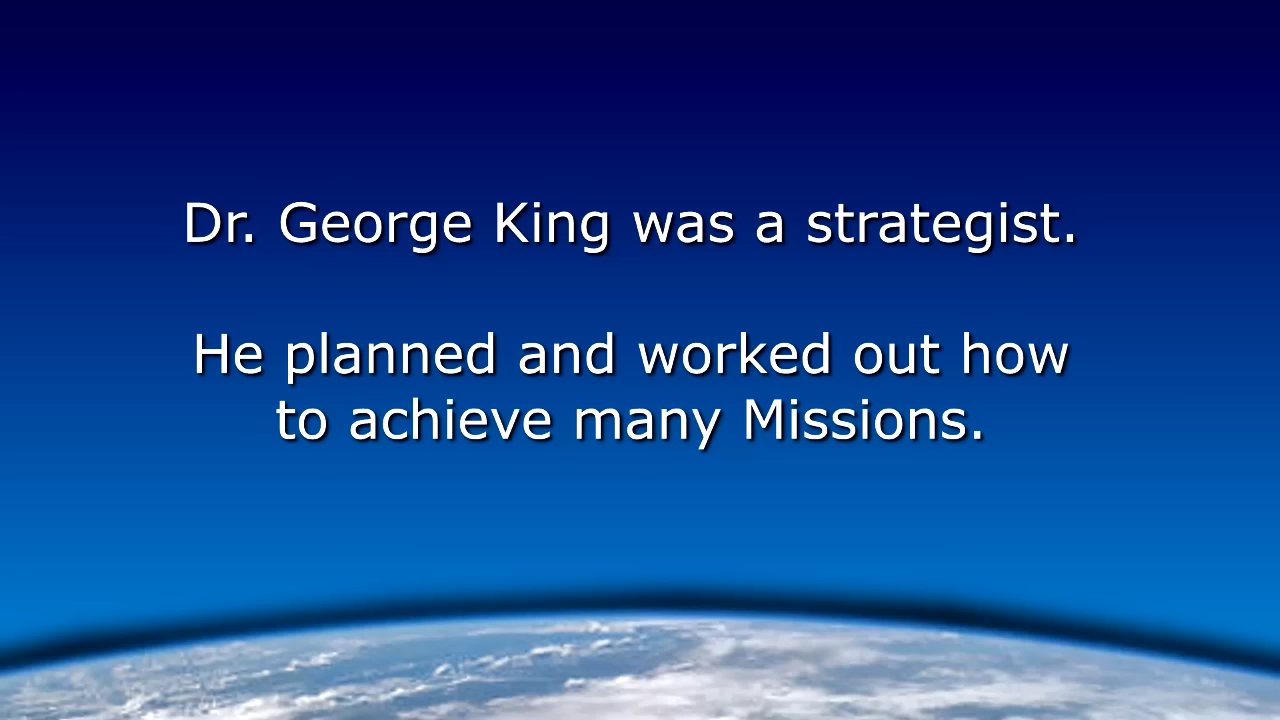 Dr. George King was a strategist.
He planned and worked out how
to achieve many Missions.